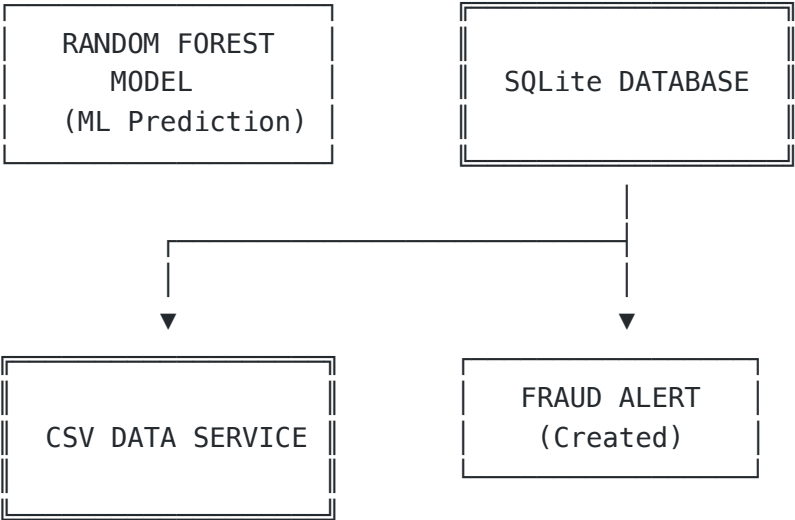 RANDOM FOREST
MODEL
(ML Prediction)
SQLite DATABASE
CSV DATA SERVICE
FRAUD ALERT
(Created)